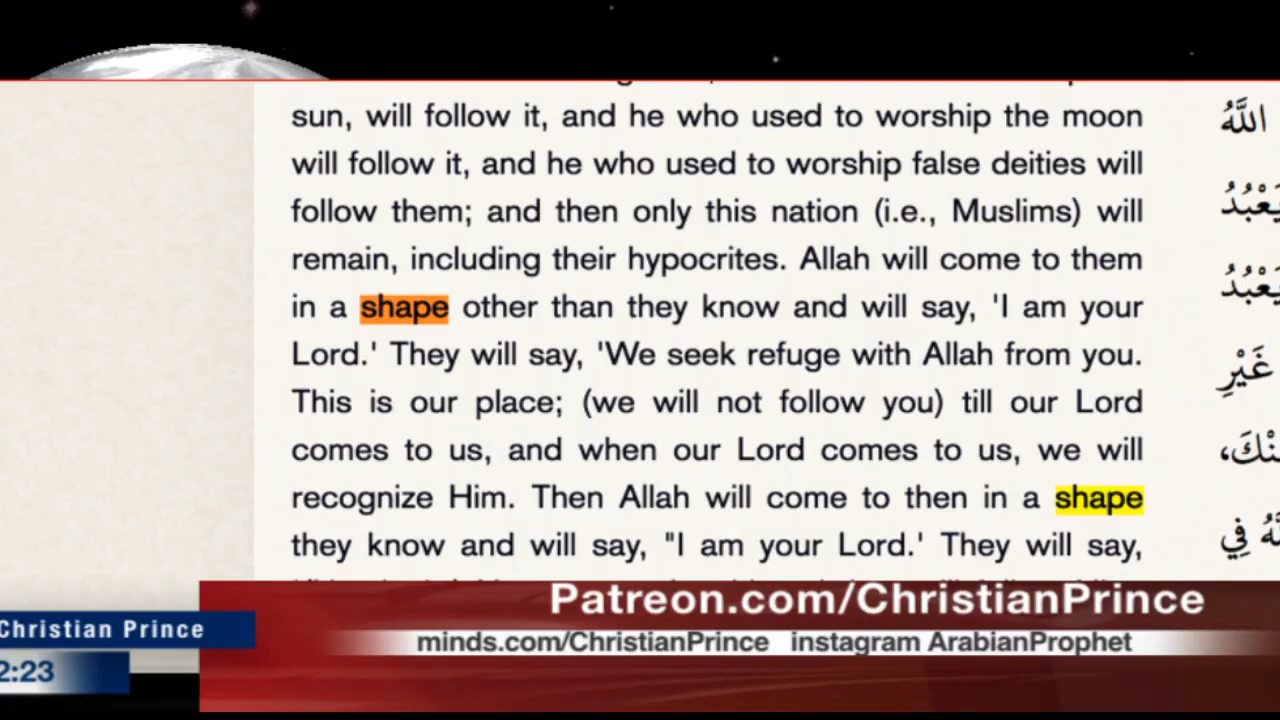 sun, will follow it, and he who used to worship the moon
will follow it, and he who used to worship false deities will
follow them; and then only this nation (i.e., Muslims) will
remain, including their hypocrites. Allah will come to them
in a shape other than they know and will say, 'I am your
Lord.' They will say, 'We seek refuge with Allah from you.
This is our place; (we will not follow you) till our Lord
comes to us, and when our Lord comes to us, we will
recognize Him. Then Allah will come to then in a shape
they know and will say, "I am your Lord.' They will say,
اللَّهُ
يَعْبُدُ
يَعْبُدُ
غَيْرِ
مِنْكَ،
فِي
Patreon.com/ChristianPrince
minds.com/ChristianPrince instagram ArabianProphet
Christian Prince
2:23